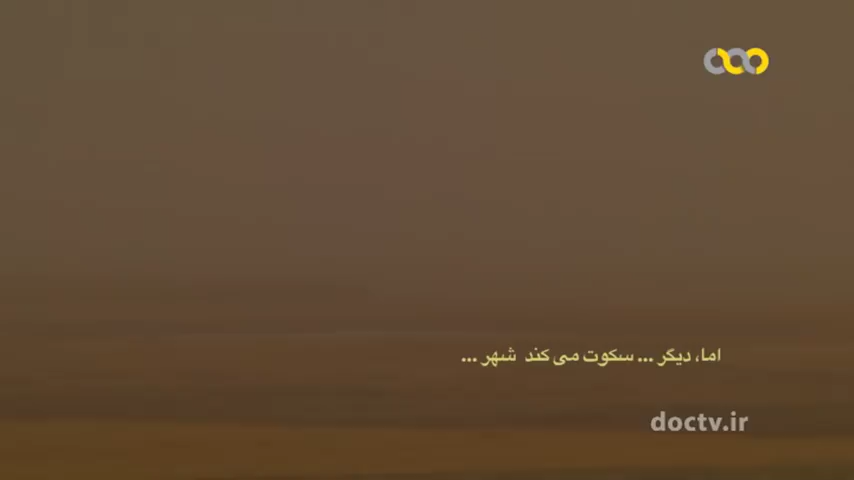 اما، دیگر ... سکوت می کند شهر ...
doctv.ir